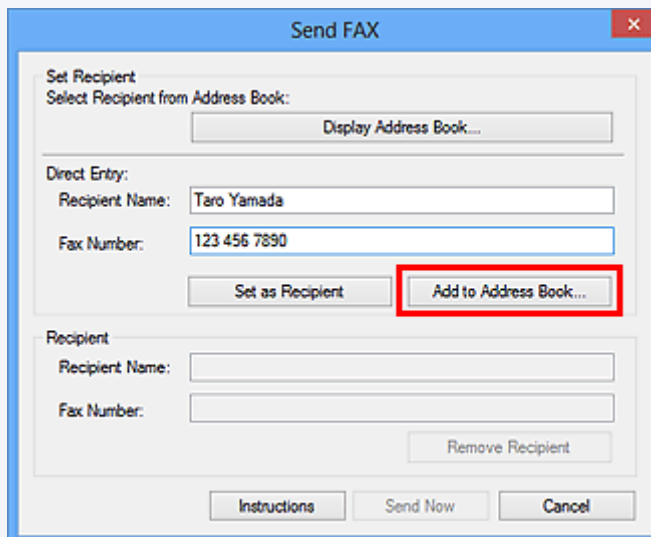 Send FAX
Set Recipient
Select Recipient from Address Book:
Display Address Book...
Direct Entry:
Recipient Name: Taro Yamada
Fax Number: 123 456 7890
Set as Recipient Add to Address Book...
Recipient
Recipient Name:
Fax Number:
Remove Recipient
Instructions Send Now Cancel